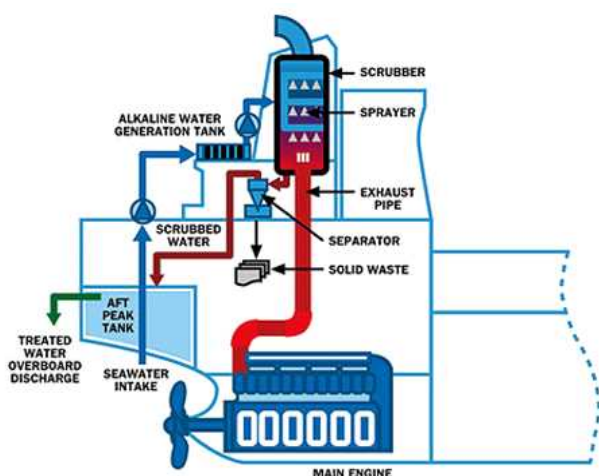 SCRUBBER
SPRAYER
ALKALINE WATER
GENERATION TANK
EXHAUST
PIPE
SCRUBBED
WATER
SEPARATOR
SOLID WASTE
AFT
PEAK
TANK
TREATED
WATER
OVERBOARD
DISCHARGE
SEAWATER
INTAKE
MAIN ENGINE